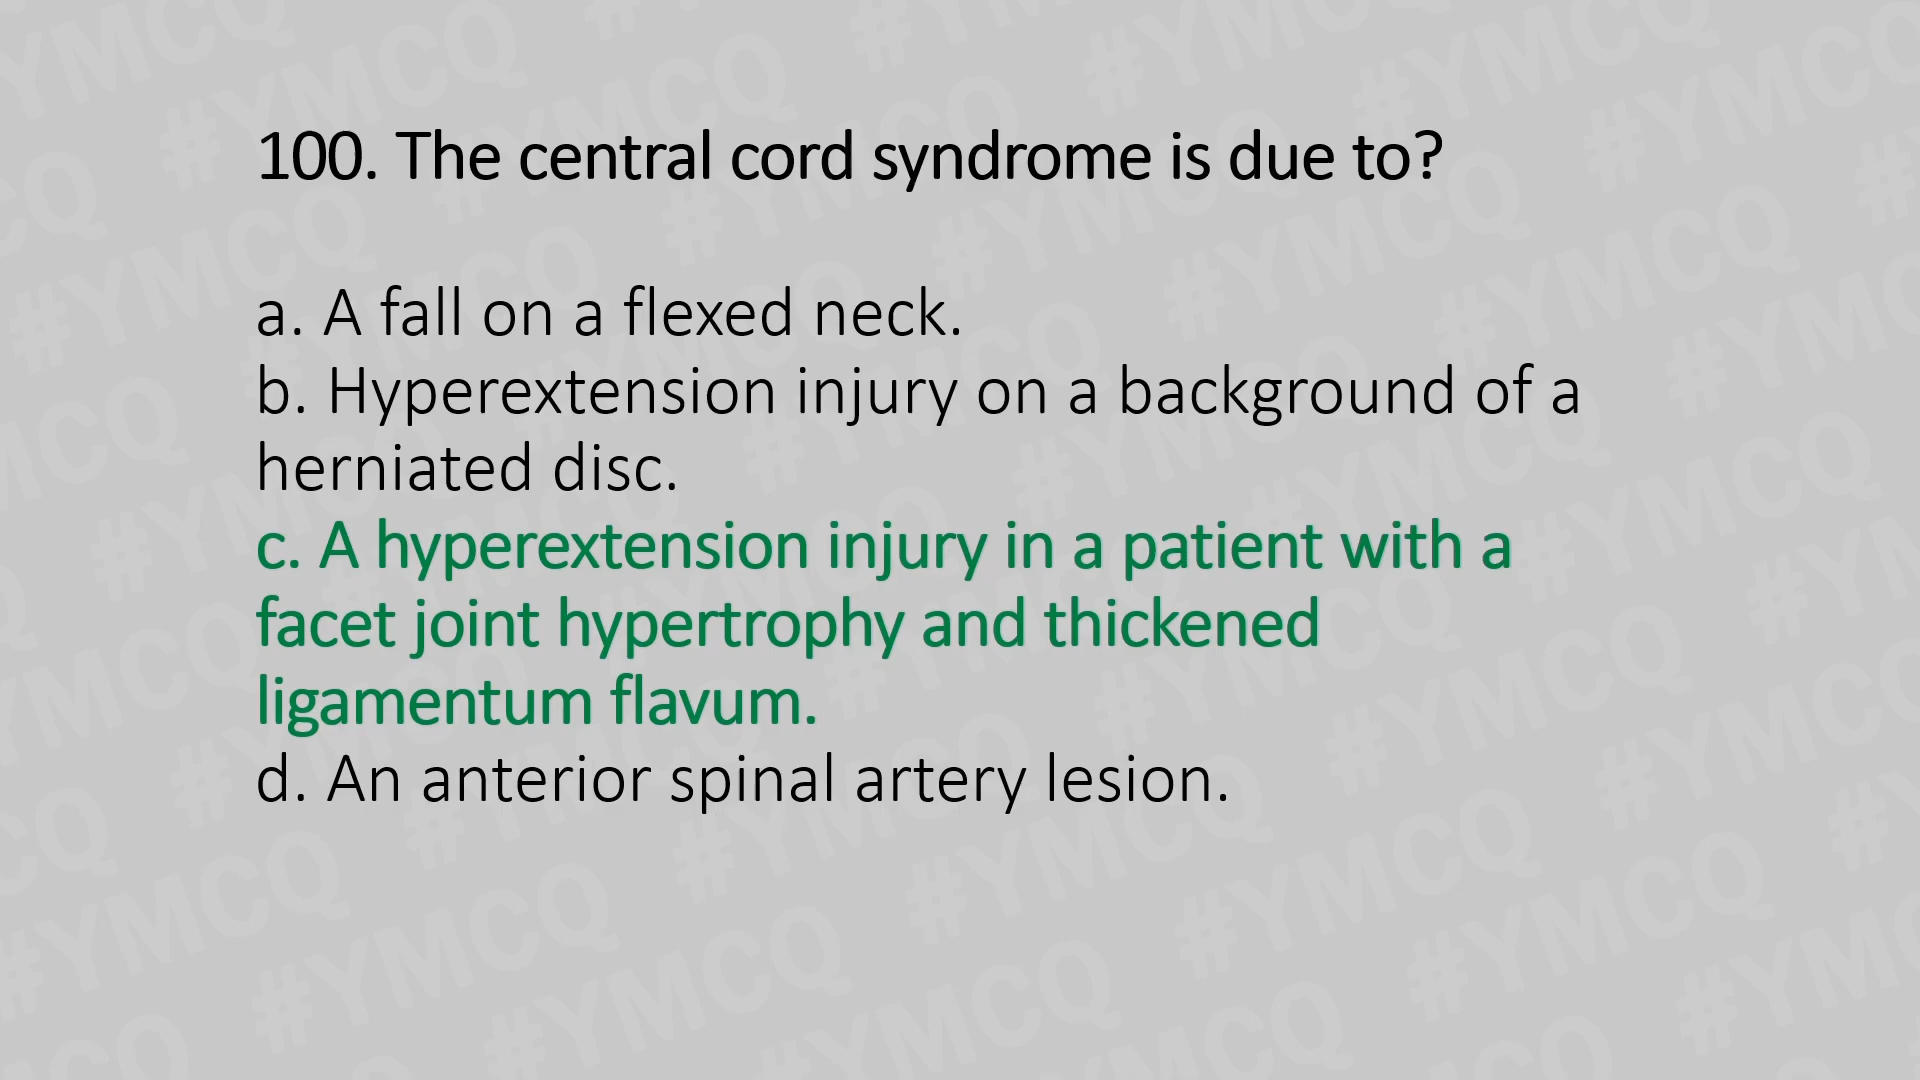 100. The central cord syndrome is due to?
a. A fall on a flexed neck.
b. Hyperextension injury on a background of a
herniated disc.
c. A hyperextension injury in a patient with a
facet joint hypertrophy and thickened
ligamentum flavum.
d. An anterior spinal artery lesion.
#YMCQ